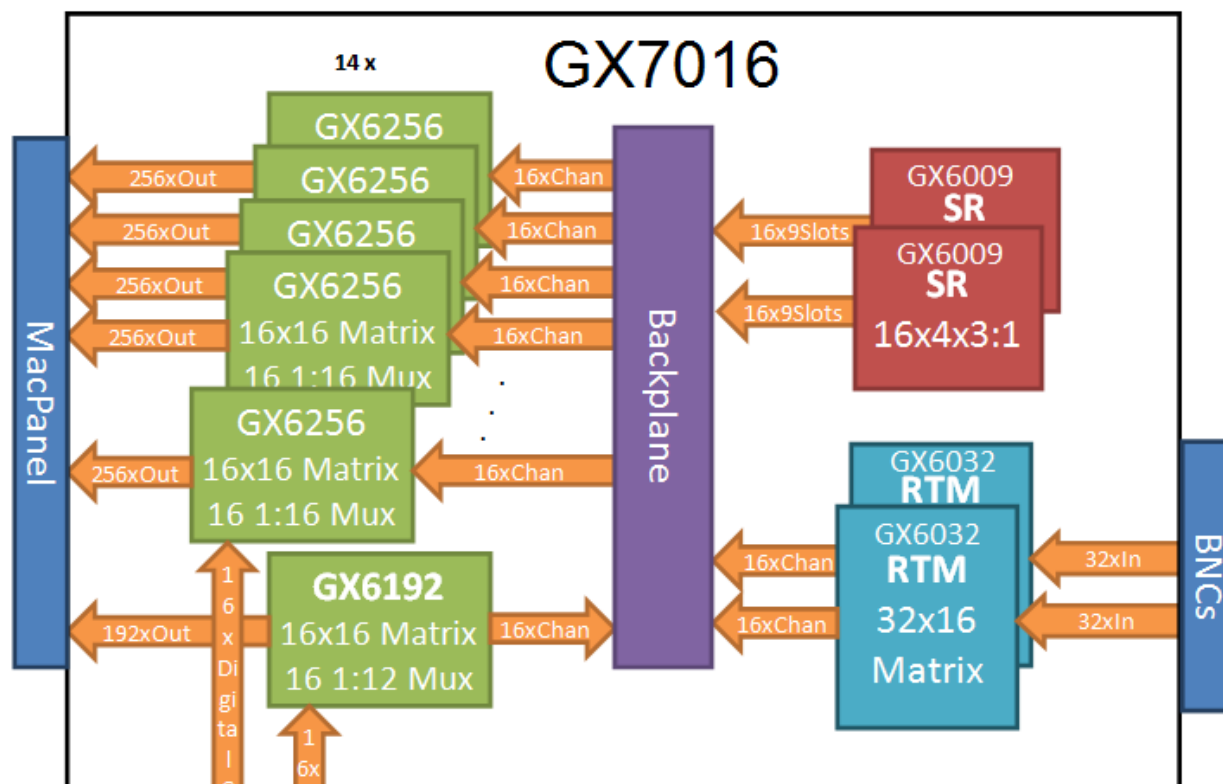 GX7016
14 x
GX6256
256xOut
16xChan
GX6256
256xOut
16xChan
GX6256
256xOut
16xChan
GX6256
16x16 Matrix
16 1:16 Mux
256xOut
16xChan
.
.
.
GX6256
16x16 Matrix
16 1:16 Mux
256xOut
16xChan
GX6192
16x16 Matrix
16 1:12 Mux
192xOut
16xChan
16xDigital
16x
MacPanel
Backplane
GX6009
SR
16x9Slots
GX6009
SR
16x4x3:1
16x9Slots
GX6032
RTM
GX6032
RTM
32x16
Matrix
16xChan
16xChan
32xIn
32xIn
BNCs